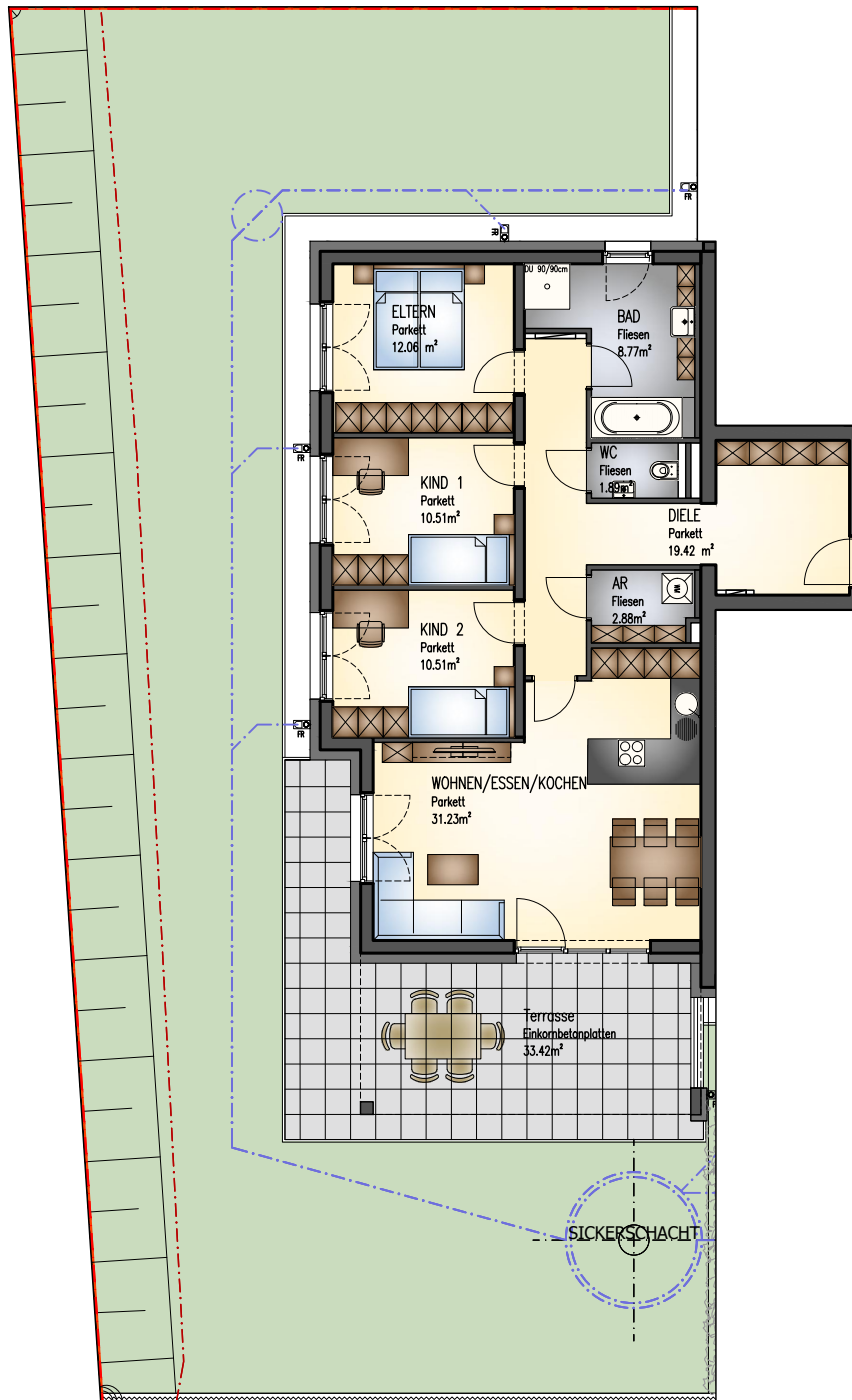 FR
FR
DU 90/90cm
ELTERN
Parkett
12.06 m²
BAD
Fliesen
8.77m²
FR
KIND 1
Parkett
10.51m²
WC
Fliesen
1.89m²
DIELE
Parkett
19.42 m²
AR
Fliesen
2.88m²
WM
KIND 2
Parkett
10.51m²
FR
WOHNEN/ESSEN/KOCHEN
Parkett
31.23m²
Terrasse
Einkornbetonplatten
33.42m²
SICKERSCHACHT